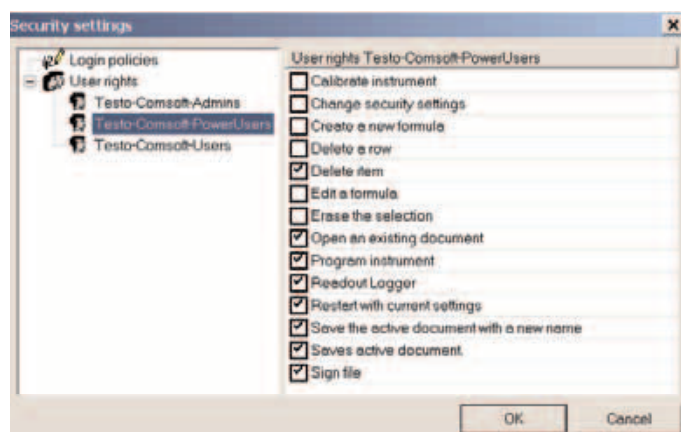 Security settings
Login policies
User rights
Testo-Comsoft-Admins
Testo-Comsoft-PowerUsers
Testo-Comsoft-Users
User rights Testo-Comsoft-PowerUsers
Calibrate instrument
Change security settings
Create a new formula
Delete a row
Delete item
Edit a formula
Erase the selection
Open an existing document
Program instrument
Readout Logger
Restart with current settings
Save the active document with a new name
Saves active document.
Sign file
OK
Cancel